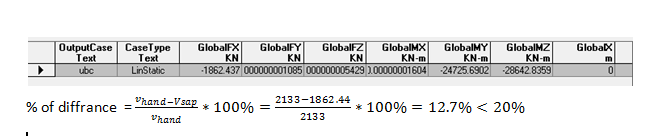 OutputCase CaseType GlobalFX GlobalFY GlobalFZ GlobalMX GlobalMY GlobalMZ GlobalX
Text Text KN KN KN KN-m KN-m KN-m m
ubc LinStatic -1862.437 000000001085 000000005429 0.00000001604 -24725.6902 -28642.8359 0
% of diffrance = (v_hand − V_sap) / v_hand * 100% = (2133−1862.44) / 2133 * 100% = 12.7% < 20%